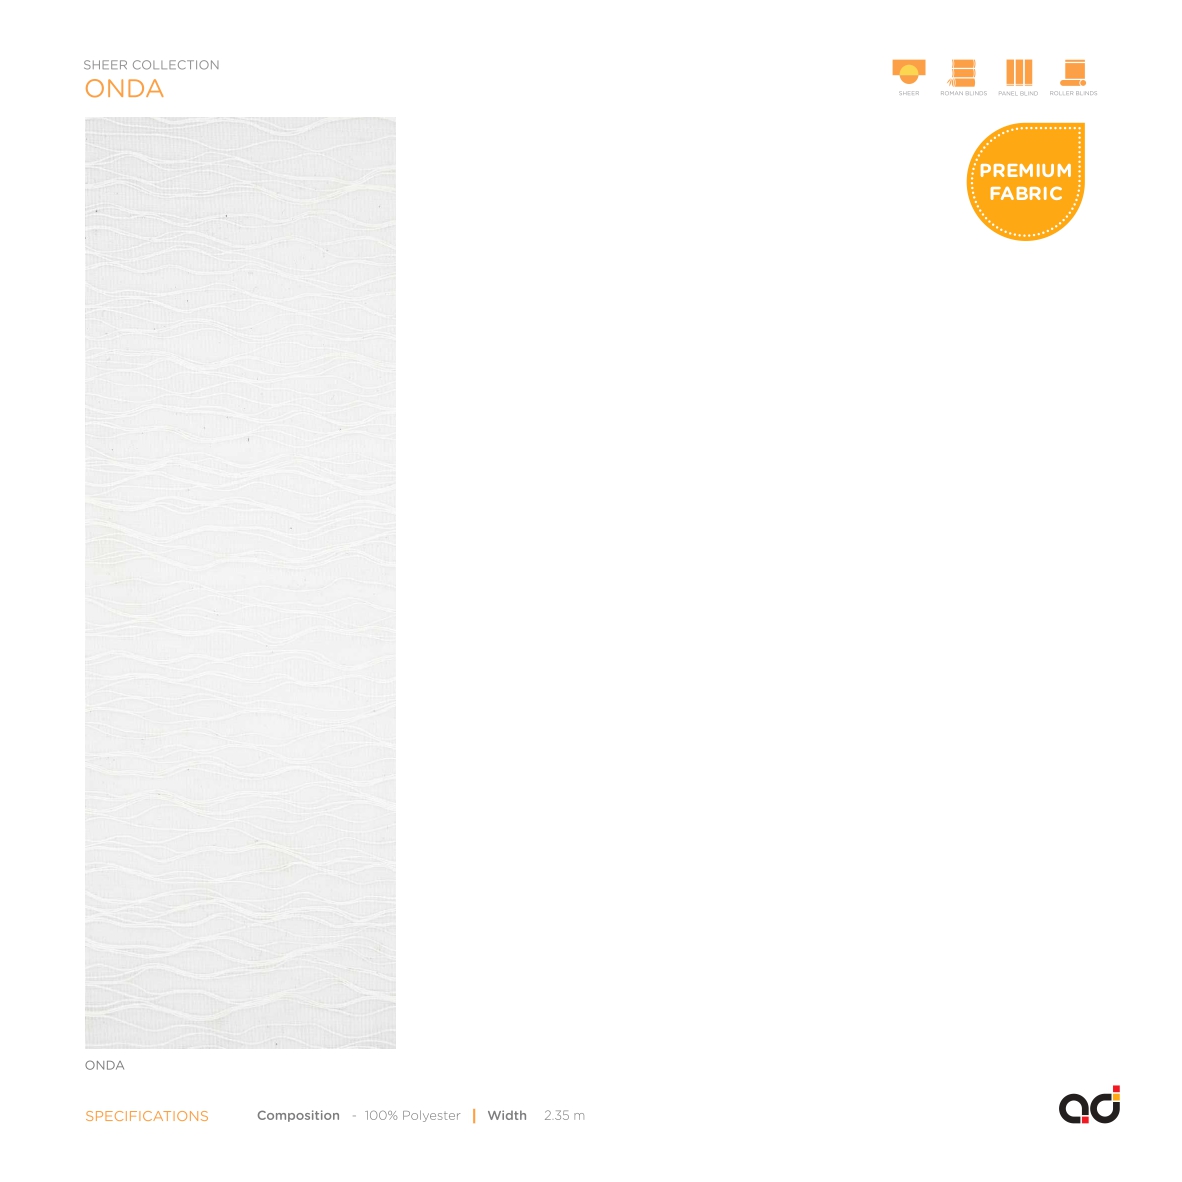 SHEER COLLECTION
ONDA
SHEER
ROMAN BLINDS
PANEL BLIND
ROLLER BLINDS
PREMIUM
FABRIC
ONDA
SPECIFICATIONS
Composition - 100% Polyester | Width 2.35 m
ad